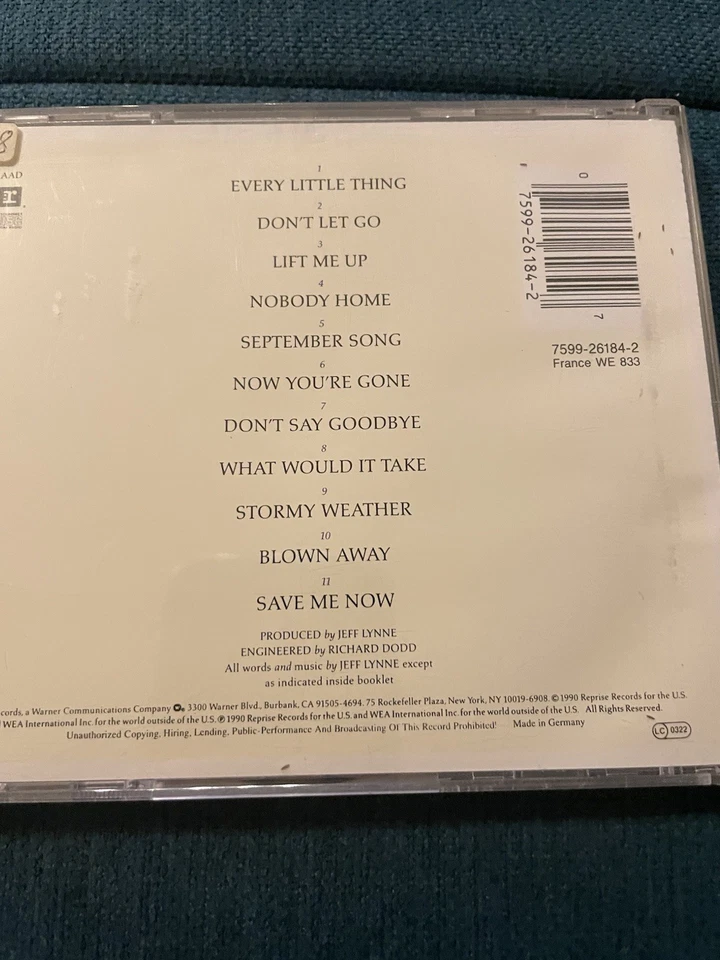 8
AAD
r
1
EVERY LITTLE THING
2
DON'T LET GO
3
LIFT ME UP
4
NOBODY HOME
5
SEPTEMBER SONG
6
NOW YOU'RE GONE
7
DON'T SAY GOODBYE
8
WHAT WOULD IT TAKE
9
STORMY WEATHER
10
BLOWN AWAY
11
SAVE ME NOW
PRODUCED by JEFF LYNNE
ENGINEERED by RICHARD DODD
All words and music by JEFF LYNNE except
as indicated inside booklet
0
7599-26184-2
7
7599-26184-2
France WE 833
cords, a Warner Communications Company 3300 Warner Blvd., Burbank, CA 91505-4694. 75 Rockefeller Plaza, New York, NY 10019-6908. ©1990 Reprise Records for the U.S.
WEA International Inc. for the world outside of the U.S. ℗1990 Reprise Records for the U.S. and WEA International Inc. for the world outside of the U.S. All Rights Reserved.
Unauthorized Copying, Hiring, Lending, Public-Performance And Broadcasting Of This Record Prohibited! Made in Germany
LC 0322